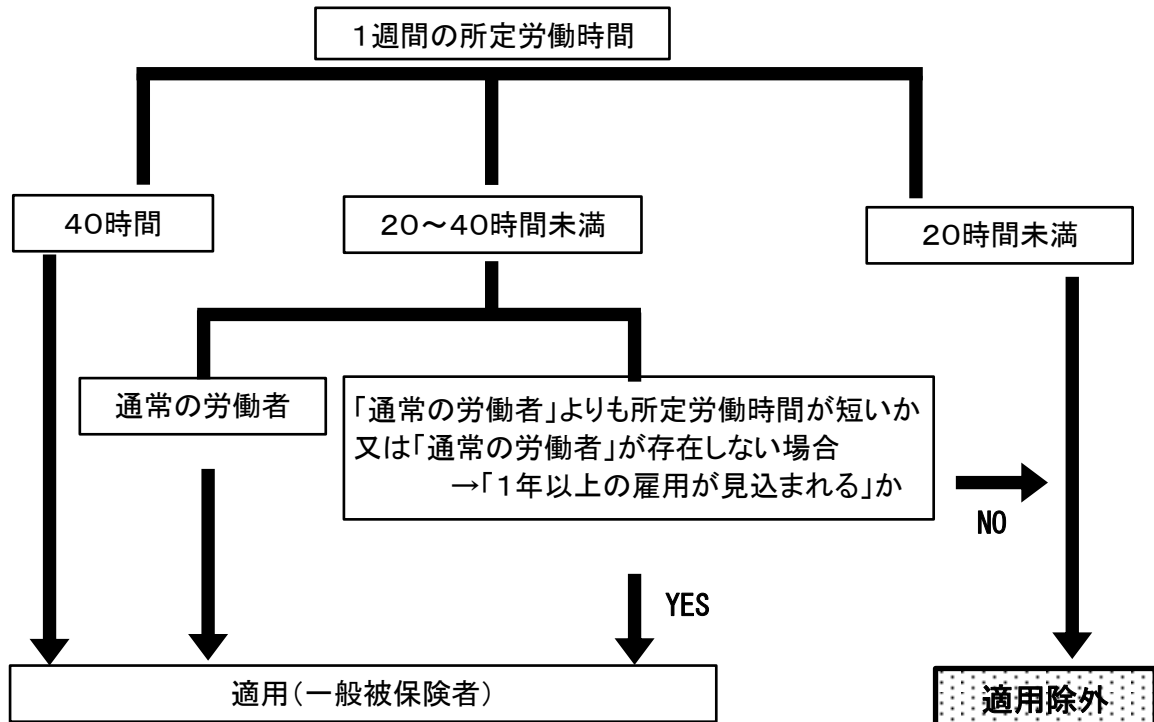 １週間の所定労働時間
４０時間
２０～４０時間未満
２０時間未満
通常の労働者
「通常の労働者」よりも所定労働時間が短いか
又は「通常の労働者」が存在しない場合
→「１年以上の雇用が見込まれる」か
NO
YES
適用（一般被保険者）
適用除外